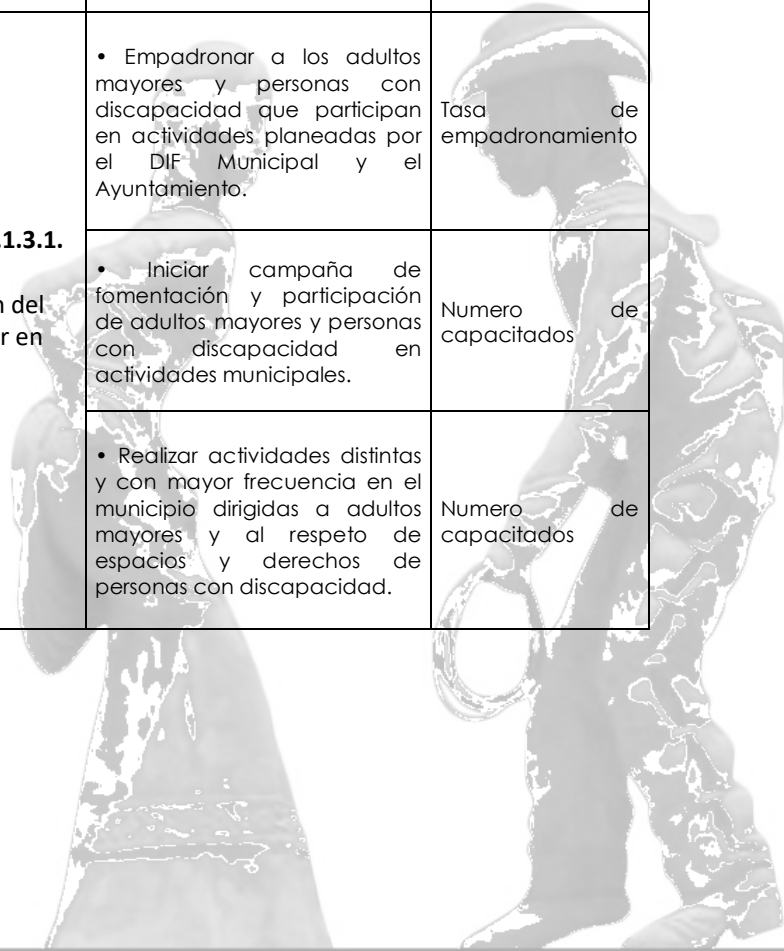 • Empadronar a los adultos
mayores y personas con
discapacidad que participan
en actividades planeadas por
el DIF Municipal y el
Ayuntamiento.
Tasa de
empadronamiento
.1.3.1.
del
r en
• Iniciar campaña de
fomentación y participación
de adultos mayores y personas
con discapacidad en
actividades municipales.
Numero de
capacitados
• Realizar actividades distintas
y con mayor frecuencia en el
municipio dirigidas a adultos
mayores y al respeto de
espacios y derechos de
personas con discapacidad.
Numero de
capacitados